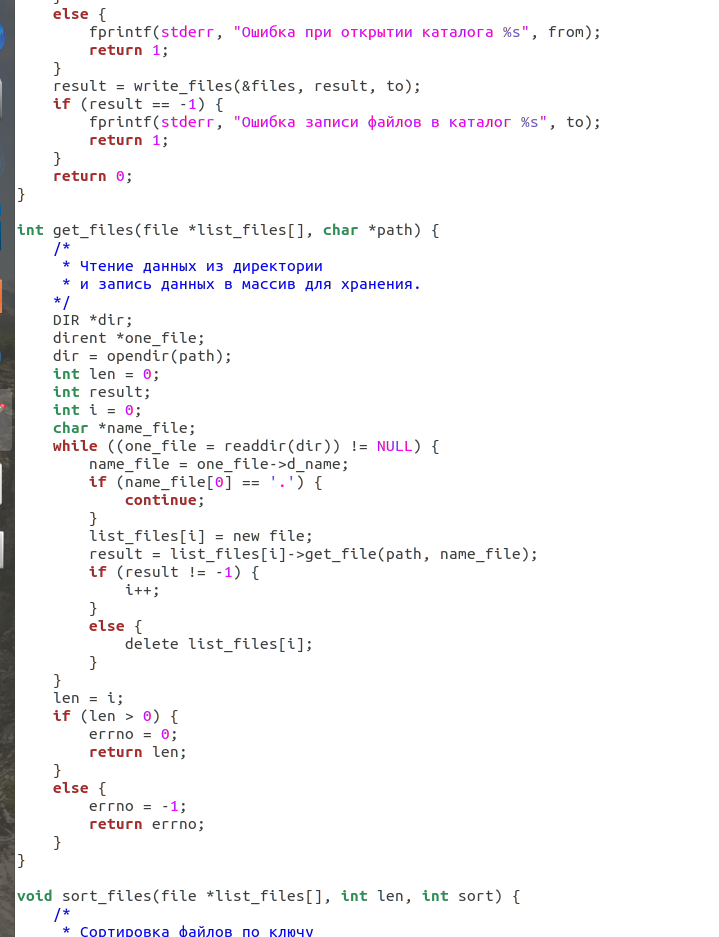 else {
fprintf(stderr, "Ошибка при открытии каталога %s", from);
return 1;
}
result = write_files(&files, result, to);
if (result == -1) {
fprintf(stderr, "Ошибка записи файлов в каталог %s", to);
return 1;
}
return 0;
}
int get_files(file *list_files[], char *path) {
/*
* Чтение данных из директории
* и запись данных в массив для хранения.
*/
DIR *dir;
dirent *one_file;
dir = opendir(path);
int len = 0;
int result;
int i = 0;
char *name_file;
while ((one_file = readdir(dir)) != NULL) {
name_file = one_file->d_name;
if (name_file[0] == '.') {
continue;
}
list_files[i] = new file;
result = list_files[i]->get_file(path, name_file);
if (result != -1) {
i++;
}
else {
delete list_files[i];
}
}
len = i;
if (len > 0) {
errno = 0;
return len;
}
else {
errno = -1;
return errno;
}
}
void sort_files(file *list_files[], int len, int sort) {
/*
* Сортировка файлов по ключу